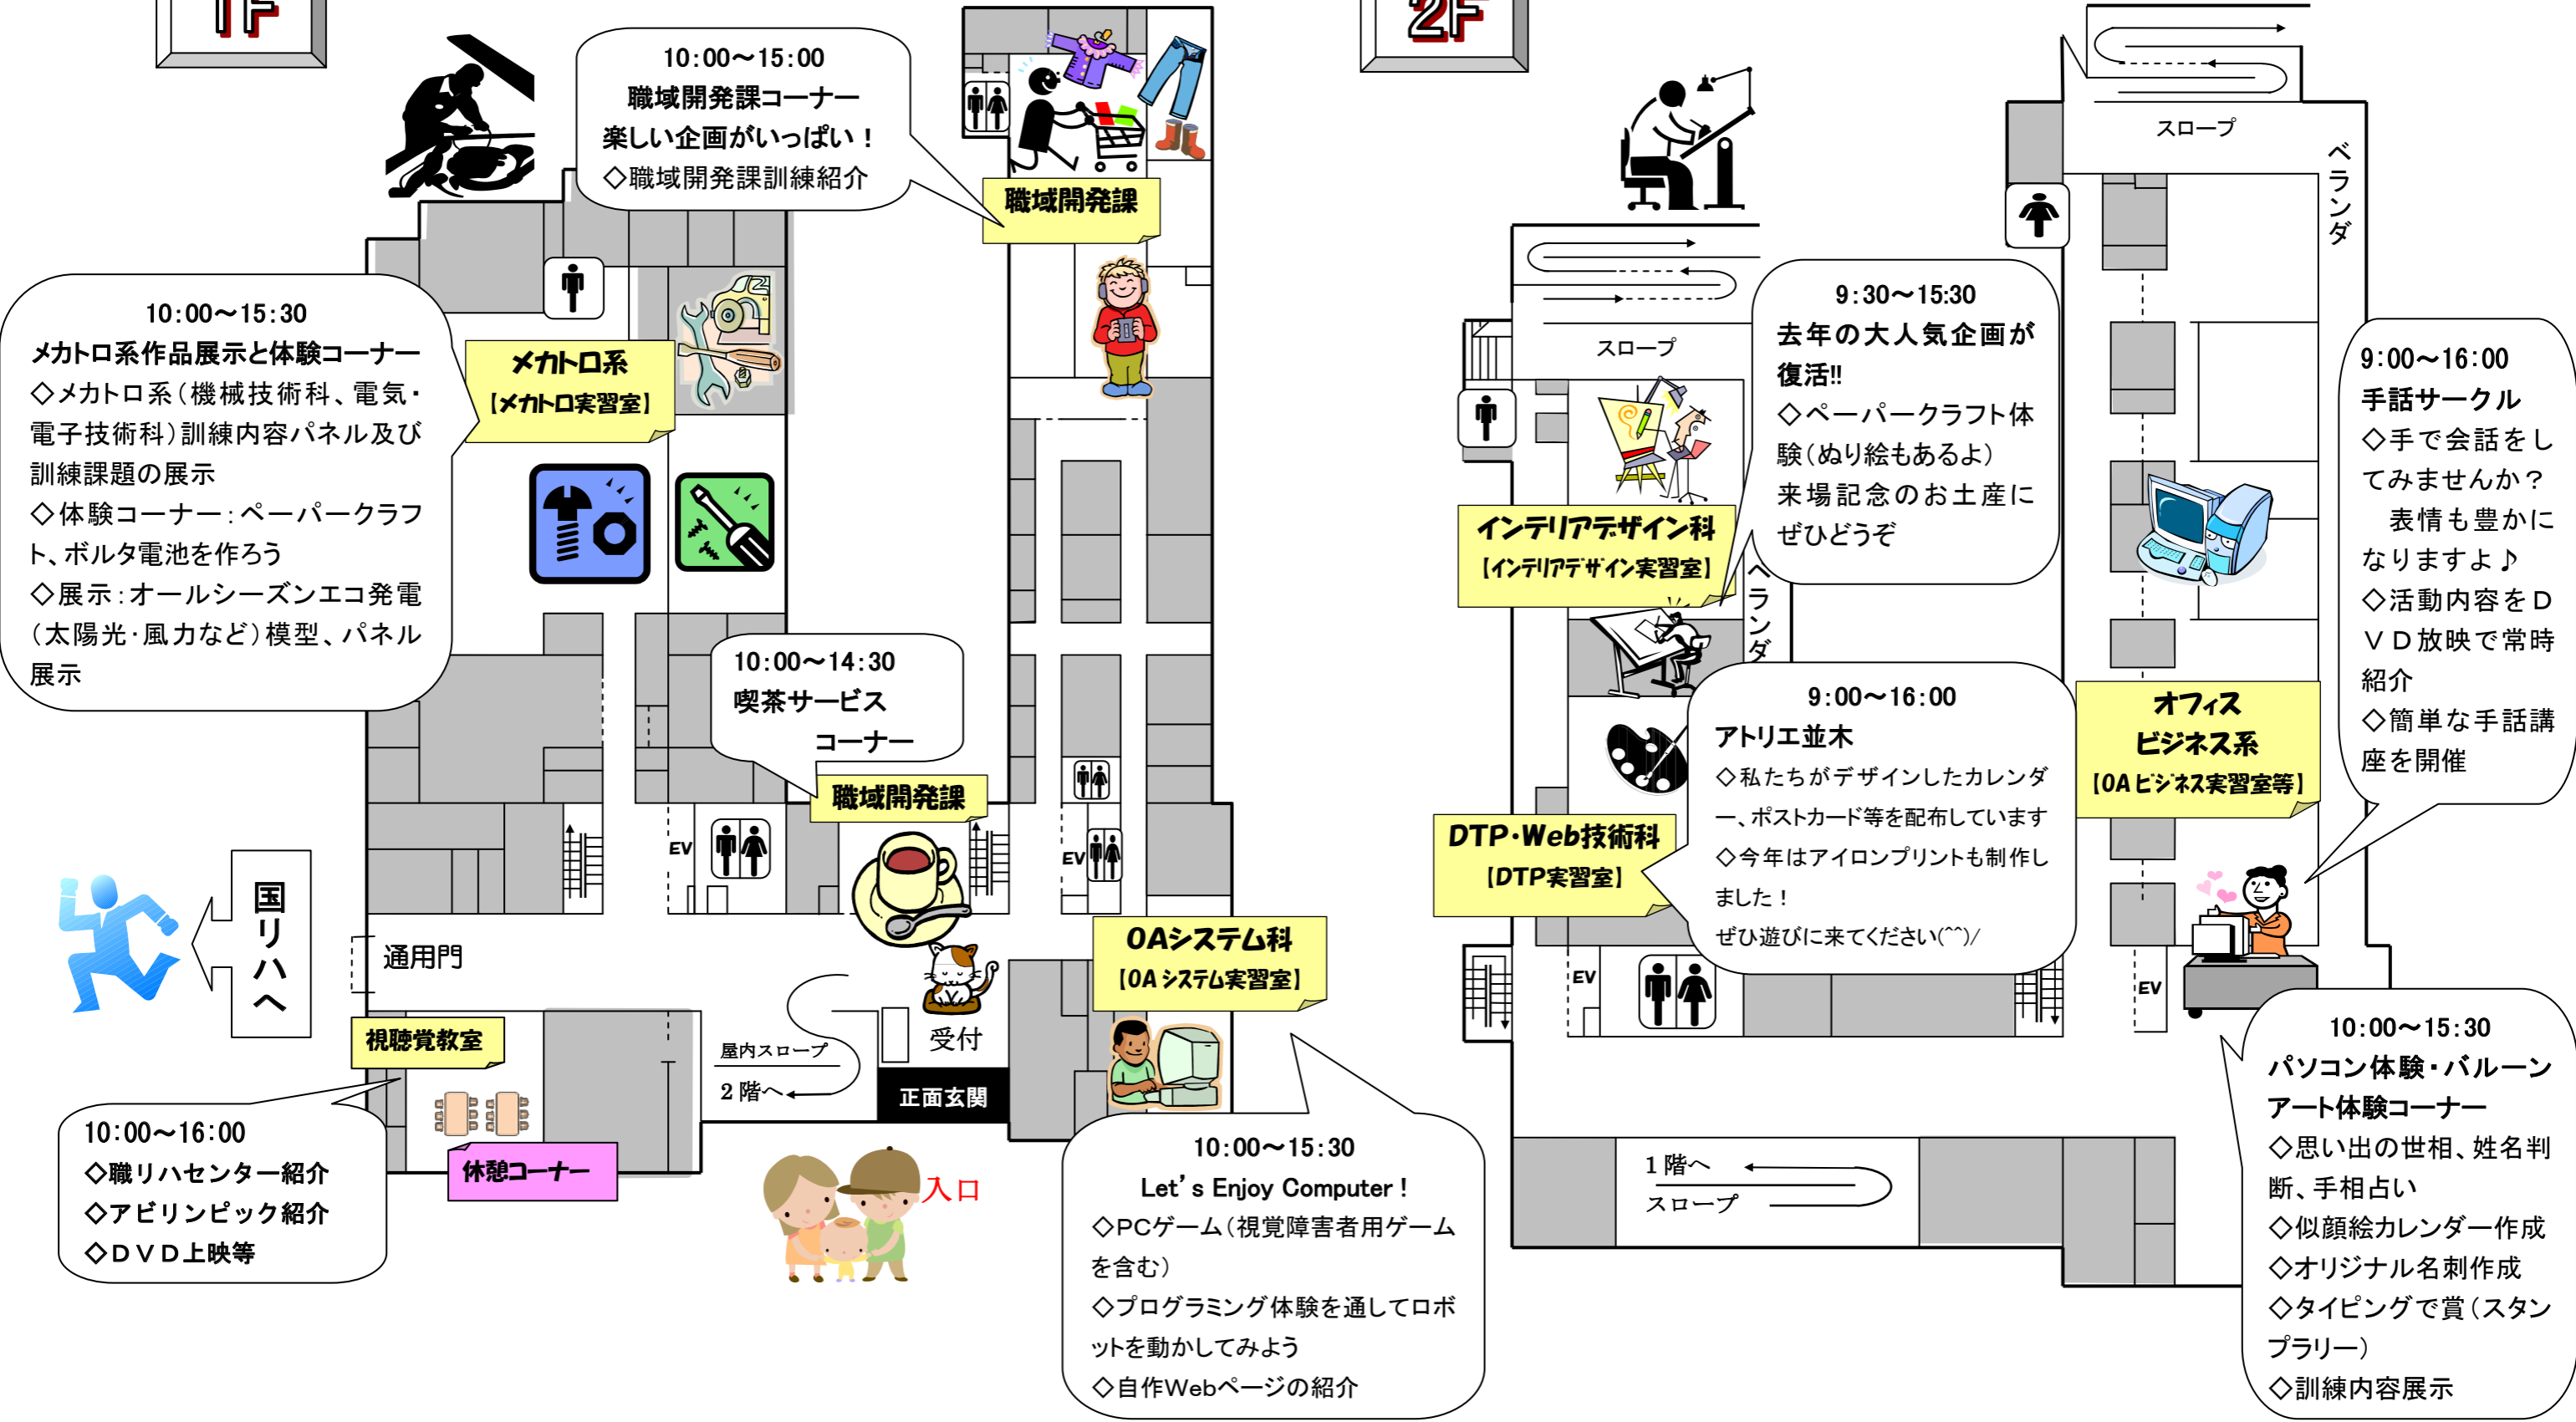 1F
10:00～15:00
職域開発課コーナー
楽しい企画がいっぱい！
◇職域開発課訓練紹介
職域開発課
10:00～15:30
メカトロ系作品展示と体験コーナー
◇メカトロ系（機械技術科、電気・
電子技術科）訓練内容パネル及び
訓練課題の展示
◇体験コーナー：ペーパークラフ
ト、ボルタ電池を作ろう
◇展示：オールシーズンエコ発電
（太陽光・風力など）模型、パネル
展示
メカトロ系
【メカトロ実習室】
10:00～14:30
喫茶サービス
コーナー
職域開発課
EV
EV
国リハへ
通用門
視聴覚教室
10:00～16:00
◇職リハセンター紹介
◇アビリンピック紹介
◇ＤＶＤ上映等
休憩コーナー
屋内スロープ
2階へ
受付
正面玄関
入口
OAシステム科
【OAシステム実習室】
10:00～15:30
Let's Enjoy Computer！
◇PCゲーム（視覚障害者用ゲーム
を含む）
◇プログラミング体験を通してロボ
ットを動かしてみよう
◇自作Webページの紹介
2F
スロープ
ベランダ
スロープ
9:30～15:30
去年の大人気企画が
復活!!
◇ペーパークラフト体
験（ぬり絵もあるよ）
来場記念のお土産に
ぜひどうぞ
インテリアデザイン科
【インテリアデザイン実習室】
ベランダ
9:00～16:00
手話サークル
◇手で会話をし
てみませんか？
表情も豊かに
なりますよ♪
◇活動内容をＤ
ＶＤ放映で常時
紹介
◇簡単な手話講
座を開催
9:00～16:00
アトリエ並木
◇私たちがデザインしたカレンダ
ー、ポストカード等を配布しています
◇今年はアイロンプリントも制作し
ました！
ぜひ遊びに来てください(^^)/
DTP・Web技術科
【DTP実習室】
オフィス
ビジネス系
【OAビジネス実習室等】
EV
EV
1階へ
スロープ
10:00～15:30
パソコン体験・バルーン
アート体験コーナー
◇思い出の世相、姓名判
断、手相占い
◇似顔絵カレンダー作成
◇オリジナル名刺作成
◇タイピングで賞（スタン
プラリー）
◇訓練内容展示